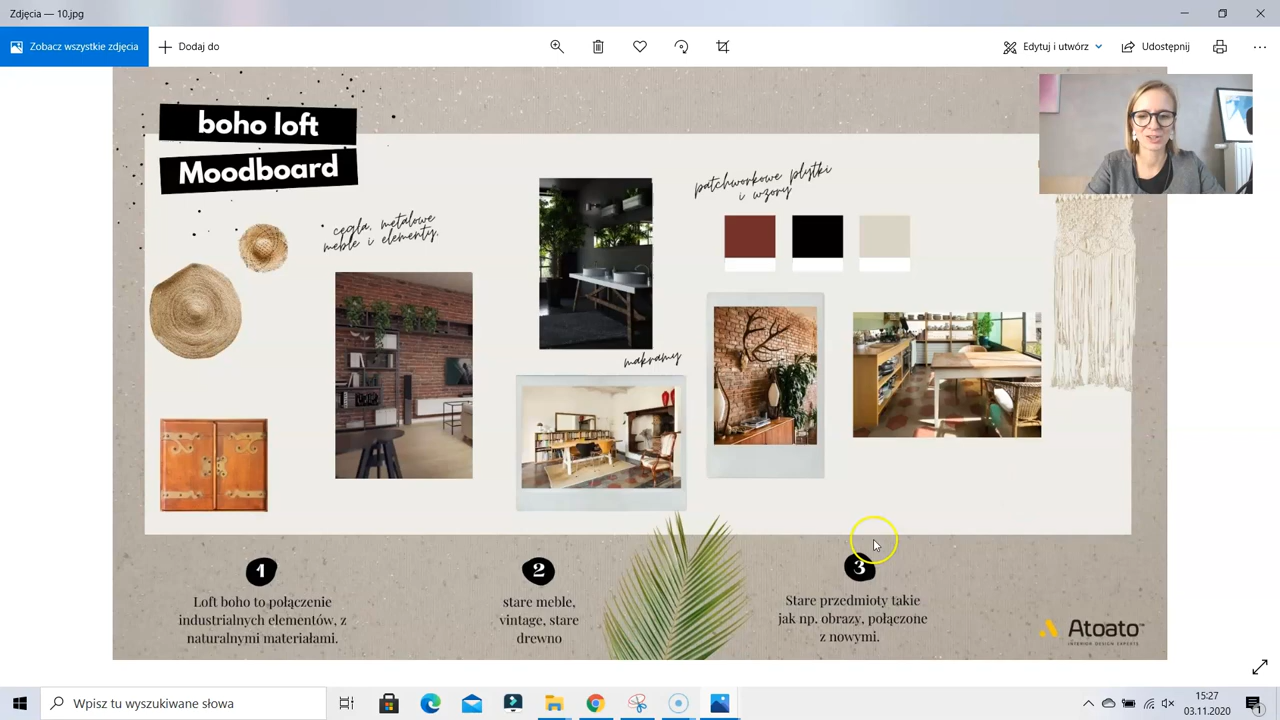 Zdjęcia — 10.jpg
Zobacz wszystkie zdjęcia
Dodaj do
Edytuj i utwórz
Udostępnij
boho loft
Moodboard
cegła, metalowe
meble i elementy.
patchworkowe płytki
i wzory
makramy
1
Loft boho to połączenie
industrialnych elementów, z
naturalnymi materiałami.
2
stare meble,
vintage, stare
drewno
3
Stare przedmioty takie
jak np. obrazy, połączone
z nowymi.
Atoato™
INTERIOR DESIGN EXPERTS
Wpisz tu wyszukiwane słowa
15:27
03.11.2020
1